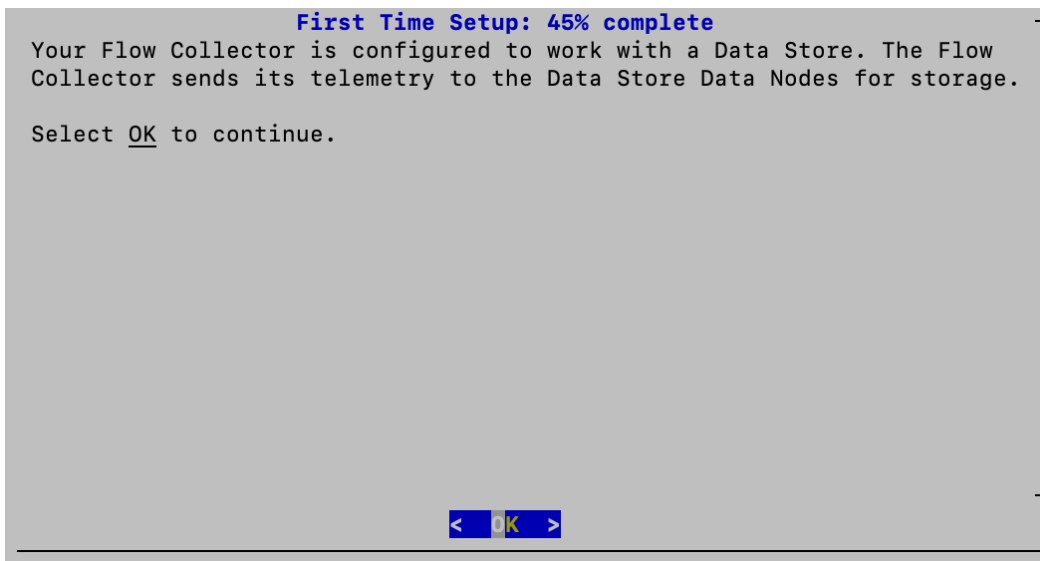 First Time Setup: 45% complete
Your Flow Collector is configured to work with a Data Store. The Flow
Collector sends its telemetry to the Data Store Data Nodes for storage.
Select OK to continue.
< OK >